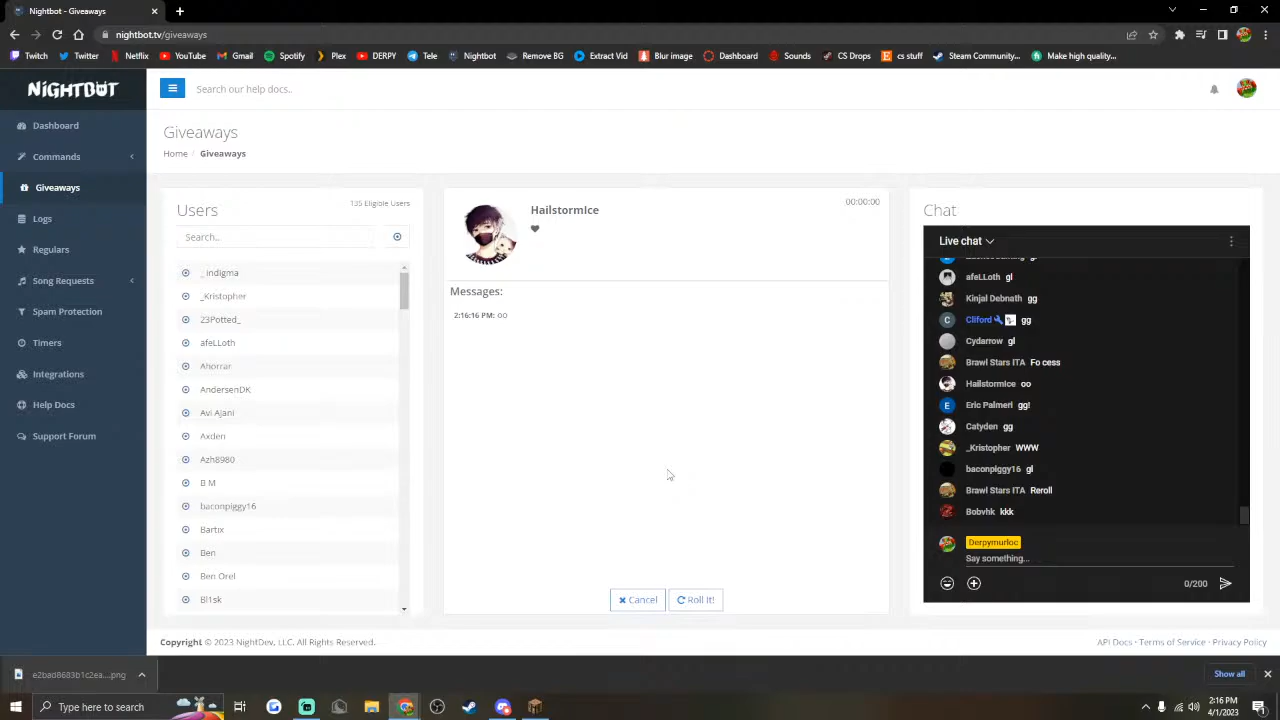 Nightbot - Giveaways
nightbot.tv/giveaways
Twitch Twitter Netflix YouTube Gmail Spotify Plex DERPY Tele Nightbot Remove BG Extract Vid Blur image Dashboard Sounds CS Drops cs stuff Steam Community... Make high quality...
NIGHTBOT
Search our help docs..
Dashboard
Commands
Giveaways
Logs
Regulars
Song Requests
Spam Protection
Timers
Integrations
Help Docs
Support Forum
Giveaways
Home / Giveaways
Users
135 Eligible Users
Search..
_ indigma
_Kristopher
23Potted_
afeLLoth
Ahorrar
AndersenDK
Avi Ajani
Axden
Azh8980
B M
baconpiggy16
Bartix
Ben
Ben Orel
Bl1sk
HailstormIce
00:00:00
Messages:
2:16:16 PM: oo
Cancel
Roll It!
Chat
Live chat
afeLLoth gl
Kinjal Debnath gg
Cliford gg
Cydarrow gl
Brawl Stars ITA Fo cess
HailstormIce oo
Eric Palmeri gg!
Catyden gg
_Kristopher WWW
baconpiggy16 gl
Brawl Stars ITA Reroll
Bobvhk kkk
Derpymurloc
Say something...
0/200
Copyright © 2023 NightDev, LLC. All Rights Reserved.
API Docs · Terms of Service · Privacy Policy
e2bad8683b1c2ea....png
Show all
Type here to search
2:16 PM
4/1/2023